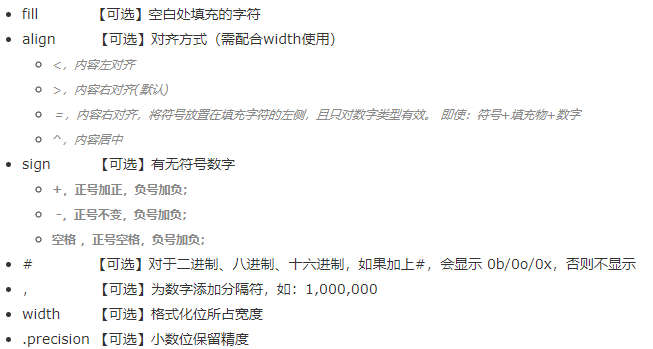 fill 【可选】空白处填充的字符
align 【可选】对齐方式（需配合width使用）
<，内容左对齐
>，内容右对齐(默认)
=，内容右对齐，将符号放置在填充字符的左侧，且只对数字类型有效。 即使：符号+填充物+数字
^，内容居中
sign 【可选】有无符号数字
+，正号加正，负号加负；
-，正号不变，负号加负；
空格 ，正号空格，负号加负；
# 【可选】对于二进制、八进制、十六进制，如果加上#，会显示 0b/0o/0x，否则不显示
， 【可选】为数字添加分隔符，如：1,000,000
width 【可选】格式化位所占宽度
.precision 【可选】小数位保留精度